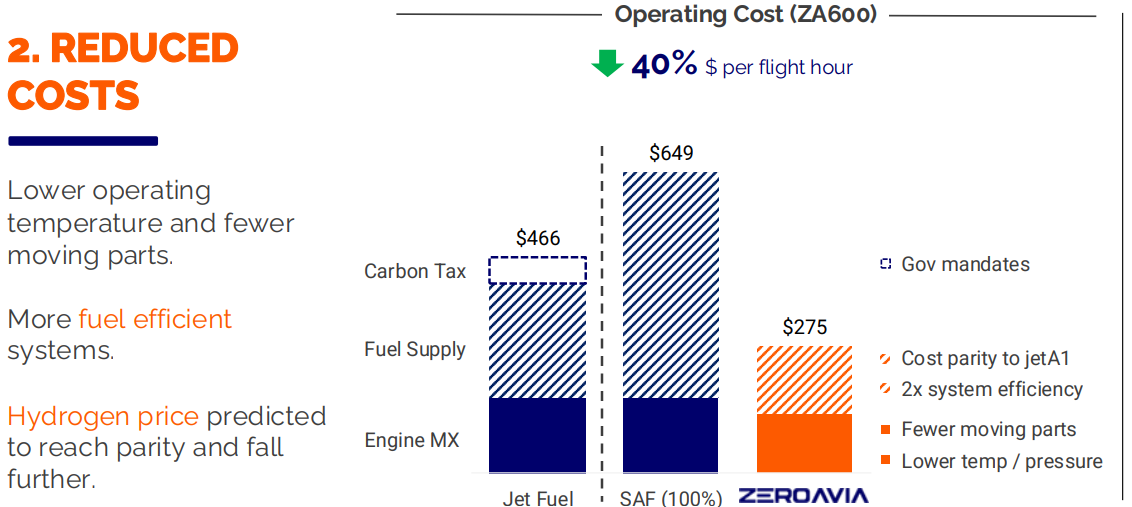 2. REDUCED
COSTS
Lower operating
temperature and fewer
moving parts.
More fuel efficient
systems.
Hydrogen price predicted
to reach parity and fall
further.
Operating Cost (ZA600)
40% $ per flight hour
$649
$466
$275
Carbon Tax
Fuel Supply
Engine MX
Jet Fuel
SAF (100%)
ZEROAVIA
Gov mandates
Cost parity to jetA1
2x system efficiency
Fewer moving parts
Lower temp / pressure